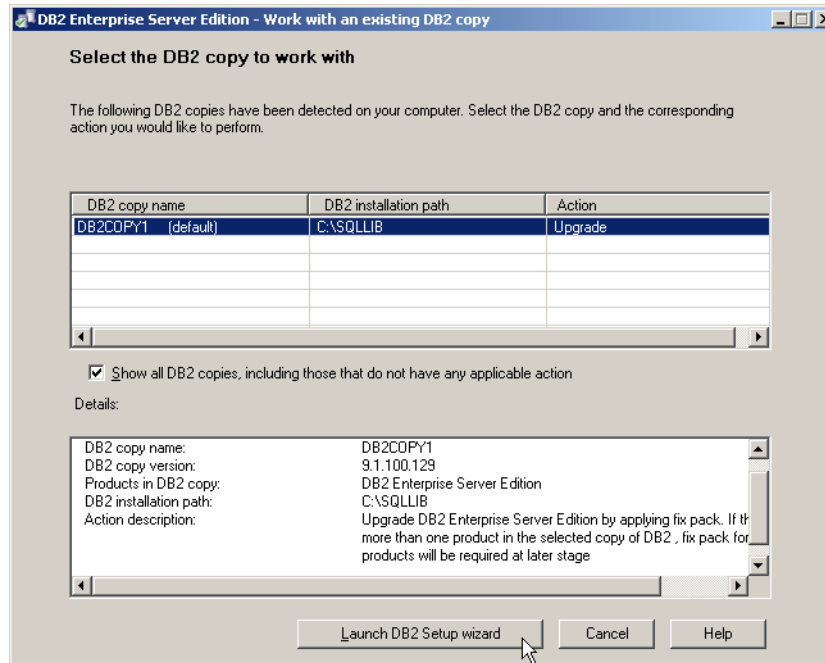 DB2 Enterprise Server Edition - Work with an existing DB2 copy
Select the DB2 copy to work with
The following DB2 copies have been detected on your computer. Select the DB2 copy and the corresponding
action you would like to perform.
DB2 copy name DB2 installation path Action
DB2COPY1 (default) C:\SQLLIB Upgrade
Show all DB2 copies, including those that do not have any applicable action
Details:
DB2 copy name: DB2COPY1
DB2 copy version: 9.1.100.129
Products in DB2 copy: DB2 Enterprise Server Edition
DB2 installation path: C:\SQLLIB
Action description: Upgrade DB2 Enterprise Server Edition by applying fix pack. If
more than one product in the selected copy of DB2 , fix pack for
products will be required at later stage
Launch DB2 Setup wizard Cancel Help